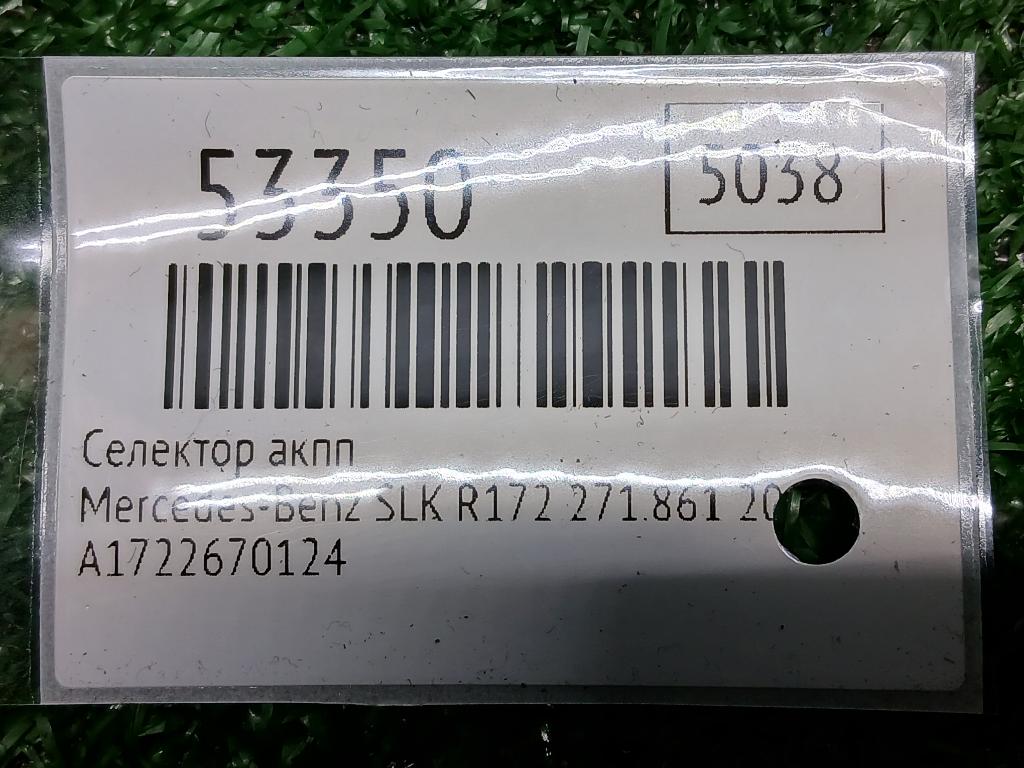 53350
5038
Селектор акпп
Mercedes-Benz SLK R172 271.861
A1722670124